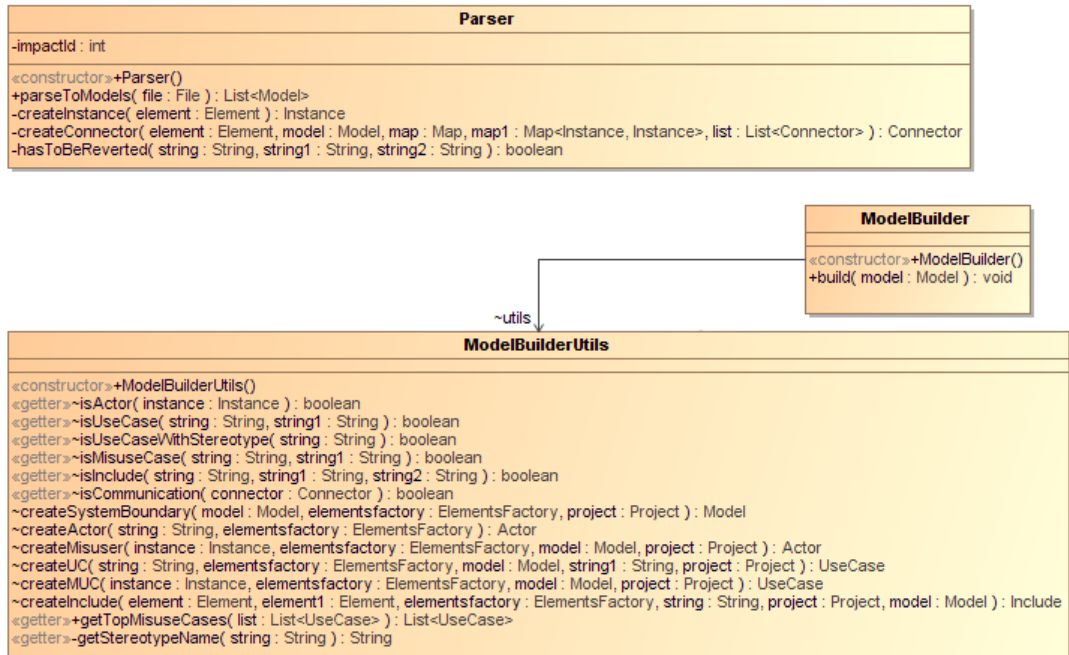 Parser
-impactId : int
«constructor»+Parser()
+parseToModels( file : File ) : List<Model>
-createInstance( element : Element ) : Instance
-createConnector( element : Element, model : Model, map : Map, map1 : Map<Instance, Instance>, list : List<Connector> ) : Connector
-hasToBeReverted( string : String, string1 : String, string2 : String ) : boolean
ModelBuilder
«constructor»+ModelBuilder()
+build( model : Model ) : void
~utils
ModelBuilderUtils
«constructor»+ModelBuilderUtils()
«getter»~isActor( instance : Instance ) : boolean
«getter»~isUseCase( string : String, string1 : String ) : boolean
«getter»~isUseCaseWithStereotype( string : String ) : boolean
«getter»~isMisuseCase( string : String, string1 : String ) : boolean
«getter»~isInclude( string : String, string1 : String, string2 : String ) : boolean
«getter»~isCommunication( connector : Connector ) : boolean
~createSystemBoundary( model : Model, elementsfactory : ElementsFactory, project : Project ) : Model
~createActor( string : String, elementsfactory : ElementsFactory ) : Actor
~createMisuser( instance : Instance, elementsfactory : ElementsFactory, model : Model, project : Project ) : Actor
~createUC( string : String, elementsfactory : ElementsFactory, model : Model, string1 : String, project : Project ) : UseCase
~createMUC( instance : Instance, elementsfactory : ElementsFactory, model : Model, project : Project ) : UseCase
~createInclude( element : Element, element1 : Element, elementsfactory : ElementsFactory, string : String, project : Project, model : Model ) : Include
«getter»+getTopMisuseCases( list : List<UseCase> ) : List<UseCase>
«getter»-getStereotypeName( string : String ) : String